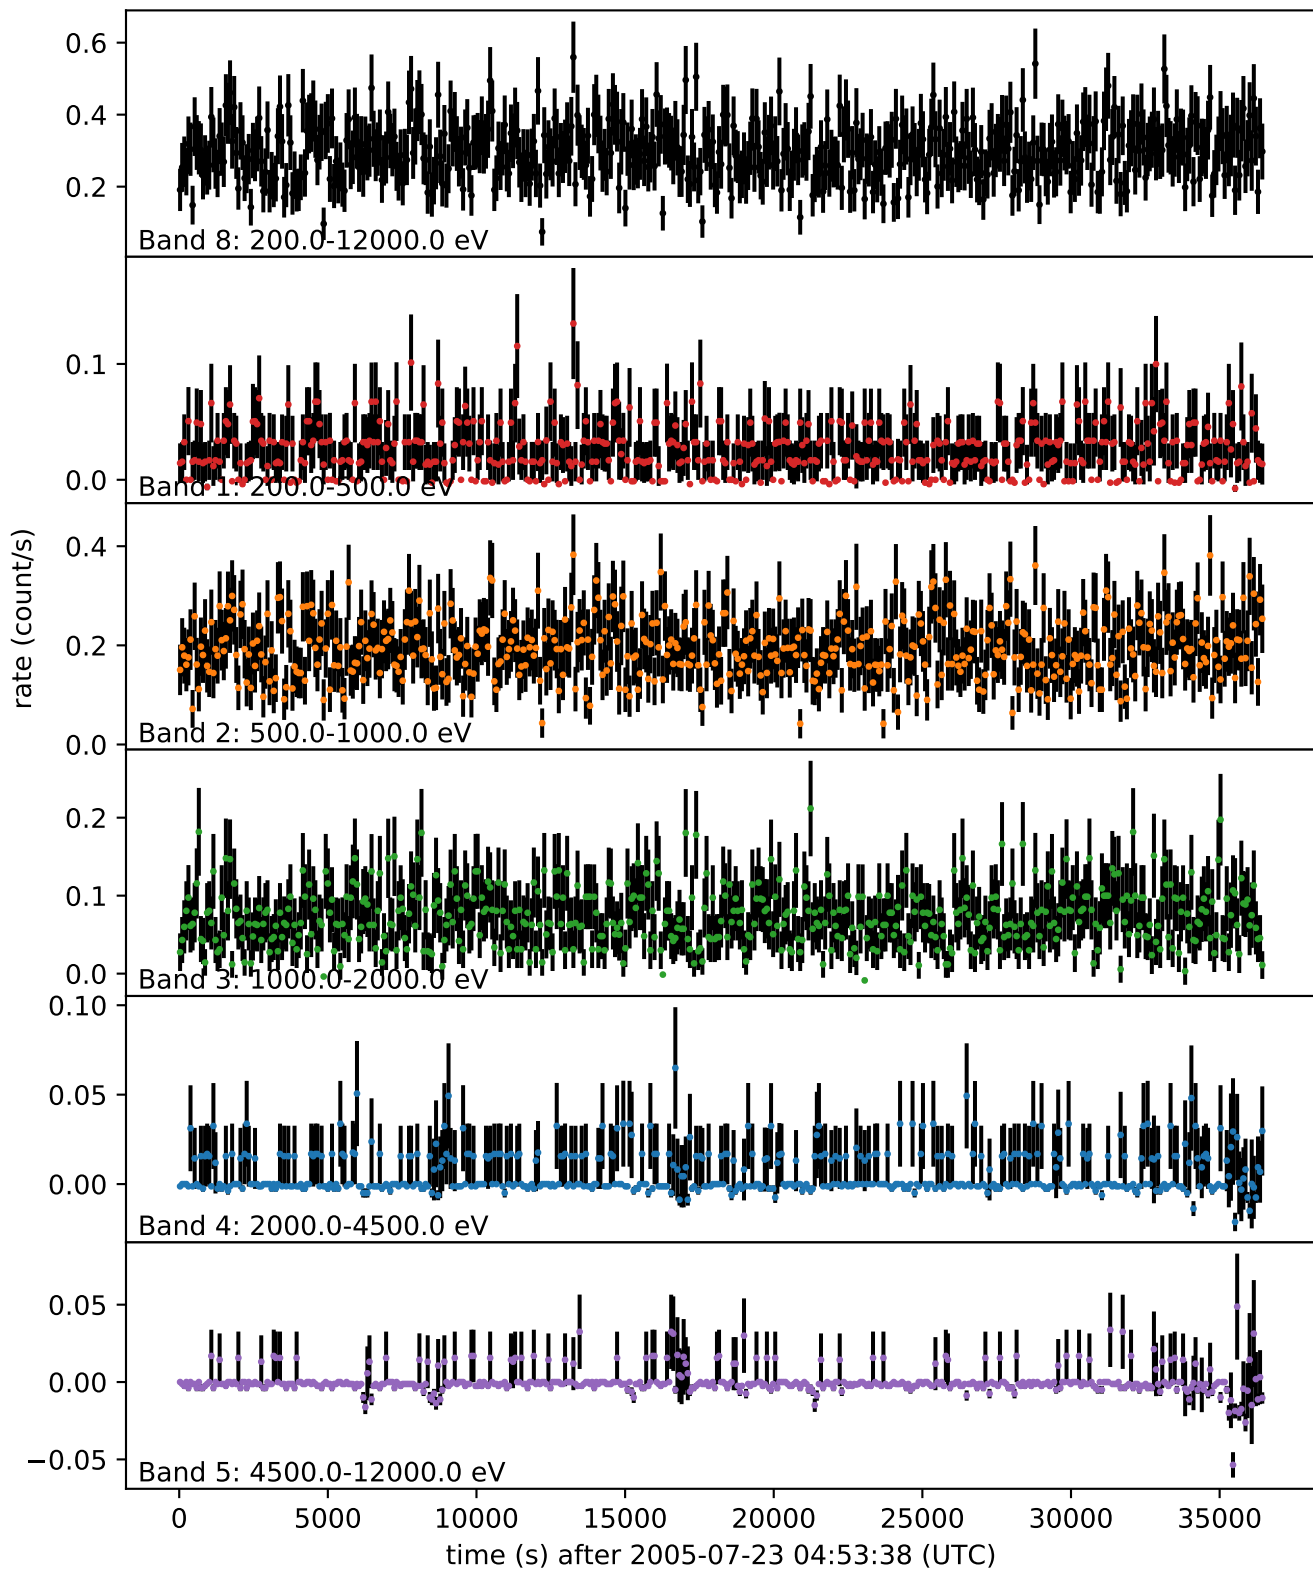 0.6
0.4
0.2
Band 8: 200.0-12000.0 eV
0.1
0.0
Band 1: 200.0-500.0 eV
rate (count/s)
0.4
0.2
0.0
Band 2: 500.0-1000.0 eV
0.2
0.1
0.0
Band 3: 1000.0-2000.0 eV
0.10
0.05
0.00
Band 4: 2000.0-4500.0 eV
0.05
0.00
−0.05
Band 5: 4500.0-12000.0 eV
0 5000 10000 15000 20000 25000 30000 35000
time (s) after 2005-07-23 04:53:38 (UTC)